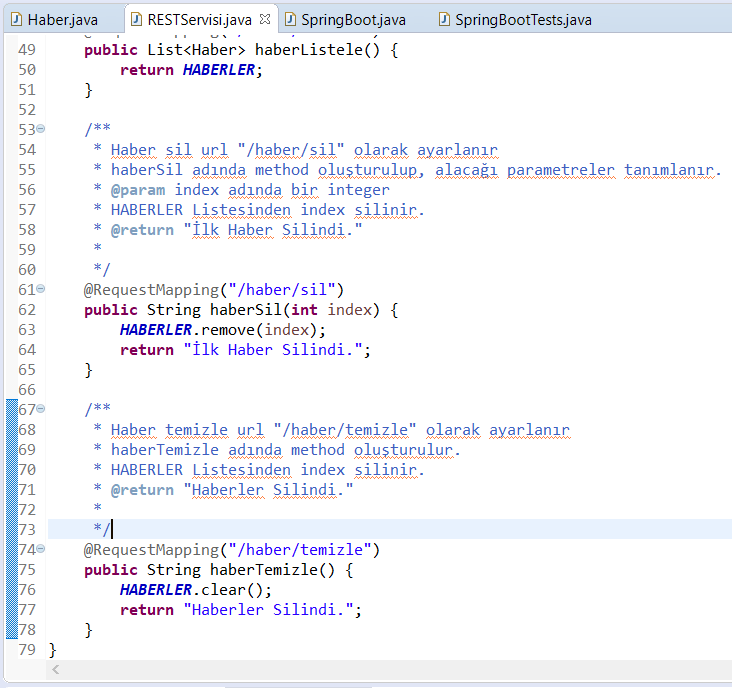 Haber.java RESTServisi.java SpringBoot.java SpringBootTests.java
49 public List<Haber> haberListele() {
50 return HABERLER;
51 }
52
53 /**
54 * Haber sil url "/haber/sil" olarak ayarlanır
55 * haberSil adında method oluşturulup, alacağı parametreler tanımlanır.
56 * @param index adında bir integer
57 * HABERLER Listesinden index silinir.
58 * @return "İlk Haber Silindi."
59 *
60 */
61 @RequestMapping("/haber/sil")
62 public String haberSil(int index) {
63 HABERLER.remove(index);
64 return "İlk Haber Silindi.";
65 }
66
67 /**
68 * Haber temizle url "/haber/temizle" olarak ayarlanır
69 * haberTemizle adında method oluşturulur.
70 * HABERLER Listesinden index silinir.
71 * @return "Haberler Silindi."
72 *
73 */
74 @RequestMapping("/haber/temizle")
75 public String haberTemizle() {
76 HABERLER.clear();
77 return "Haberler Silindi.";
78 }
79 }